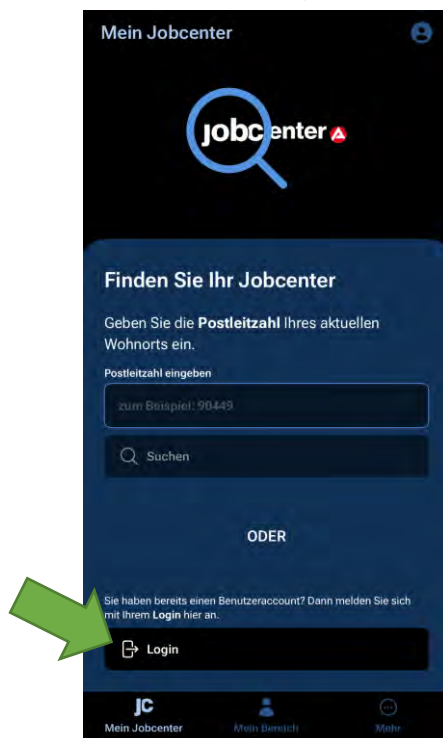 Mein Jobcenter
jobcenter
Finden Sie Ihr Jobcenter
Geben Sie die Postleitzahl Ihres aktuellen
Wohnorts ein.
Postleitzahl eingeben
zum Beispiel: 90449
Suchen
ODER
Sie haben bereits einen Benutzeraccount? Dann melden Sie sich
mit Ihrem Login hier an.
Login
JC
Mein Jobcenter Mein Bereich Mehr